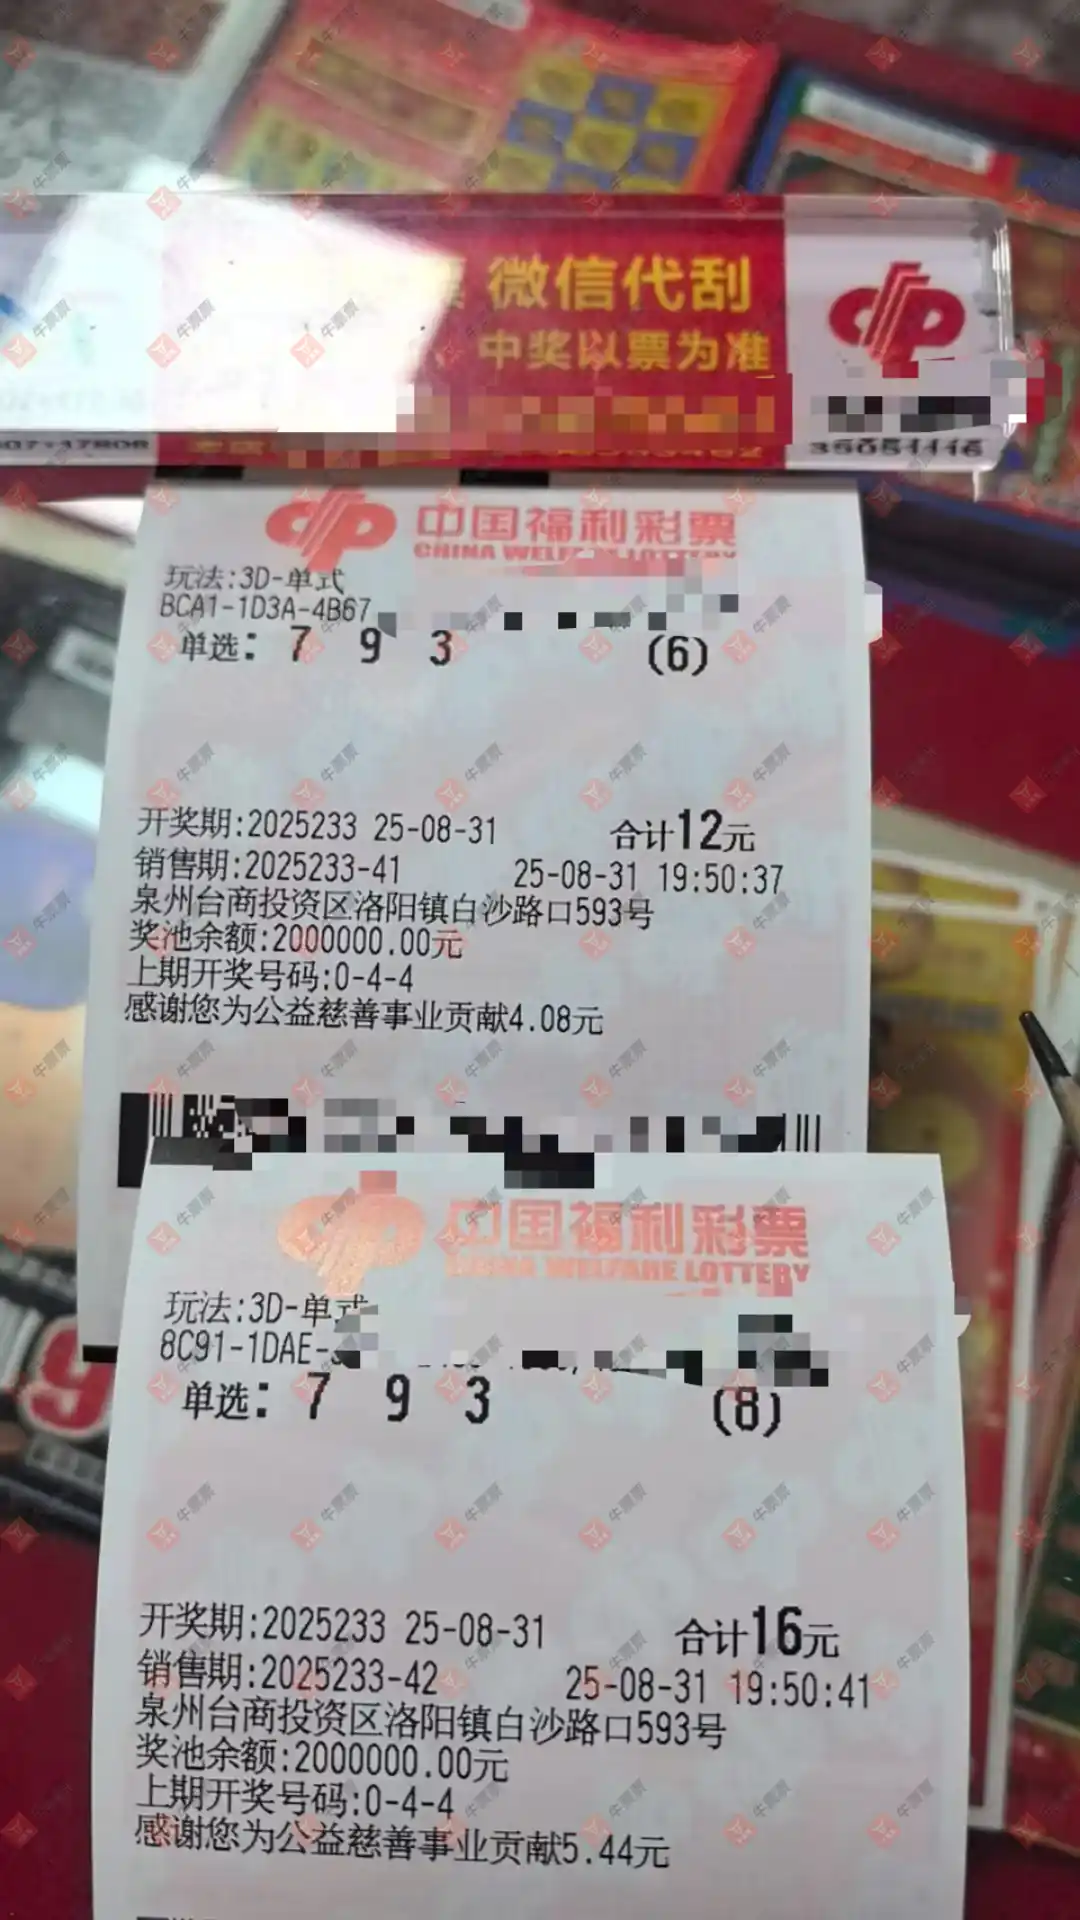 微信代刮
中奖以票为准
35051116
中国福利彩票
CHINA WELFARE LOTTERY
玩法:3D-单式
BCA1-1D3A-4B67
单选: 7 9 3 (6)
开奖期:2025233 25-08-31 合计12元
销售期:2025233-41 25-08-31 19:50:37
泉州台商投资区洛阳镇白沙路口593号
奖池余额:2000000.00元
上期开奖号码:0-4-4
感谢您为公益慈善事业贡献4.08元
中国福利彩票
CHINA WELFARE LOTTERY
玩法:3D-单式
8C91-1DAE-
单选: 7 9 3 (8)
开奖期:2025233 25-08-31 合计16元
销售期:2025233-42 25-08-31 19:50:41
泉州台商投资区洛阳镇白沙路口593号
奖池余额:2000000.00元
上期开奖号码:0-4-4
感谢您为公益慈善事业贡献5.44元
9
牛票票